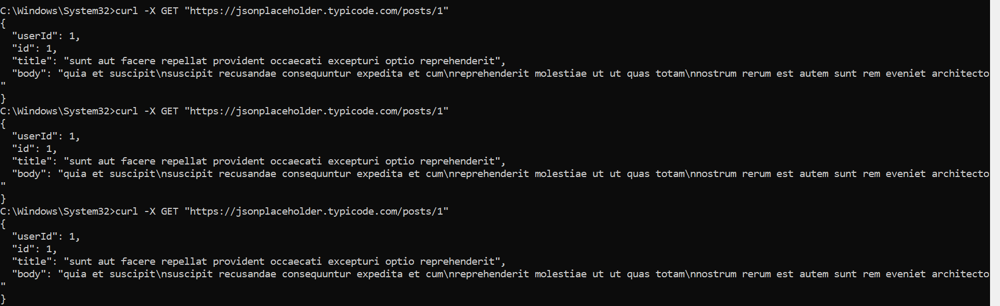 C:\Windows\System32>curl -X GET "https://jsonplaceholder.typicode.com/posts/1"
{
  "userId": 1,
  "id": 1,
  "title": "sunt aut facere repellat provident occaecati excepturi optio reprehenderit",
  "body": "quia et suscipit\nsuscipit recusandae consequuntur expedita et cum\nreprehenderit molestiae ut ut quas totam\nnostrum rerum est autem sunt rem eveniet architecto
"
}
C:\Windows\System32>curl -X GET "https://jsonplaceholder.typicode.com/posts/1"
{
  "userId": 1,
  "id": 1,
  "title": "sunt aut facere repellat provident occaecati excepturi optio reprehenderit",
  "body": "quia et suscipit\nsuscipit recusandae consequuntur expedita et cum\nreprehenderit molestiae ut ut quas totam\nnostrum rerum est autem sunt rem eveniet architecto
"
}
C:\Windows\System32>curl -X GET "https://jsonplaceholder.typicode.com/posts/1"
{
  "userId": 1,
  "id": 1,
  "title": "sunt aut facere repellat provident occaecati excepturi optio reprehenderit",
  "body": "quia et suscipit\nsuscipit recusandae consequuntur expedita et cum\nreprehenderit molestiae ut ut quas totam\nnostrum rerum est autem sunt rem eveniet architecto
"
}